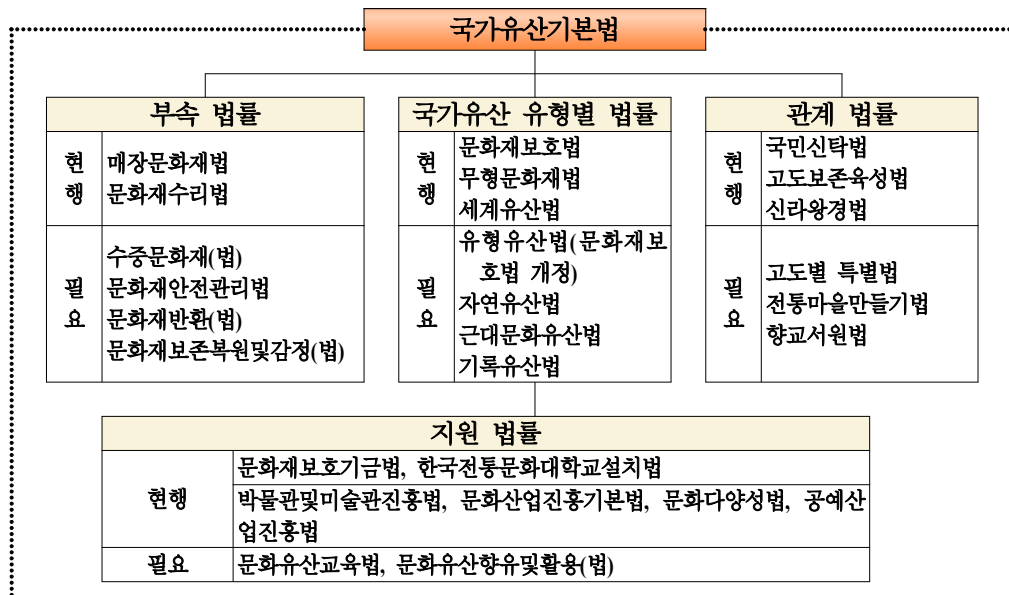 국가유산기본법
부속 법률
현행
매장문화재법
문화재수리법
필요
수중문화재(법)
문화재안전관리법
문화재반환(법)
문화재보존복원및감정(법)
국가유산 유형별 법률
현행
문화재보호법
무형문화재법
세계유산법
필요
유형유산법(문화재보
호법 개정)
자연유산법
근대문화유산법
기록유산법
관계 법률
현행
국민신탁법
고도보존육성법
신라왕경법
필요
고도별 특별법
전통마을만들기법
향교서원법
지원 법률
현행
문화재보호기금법, 한국전통문화대학교설치법
박물관및미술관진흥법, 문화산업진흥기본법, 문화다양성법, 공예산
업진흥법
필요
문화유산교육법, 문화유산향유및활용(법)